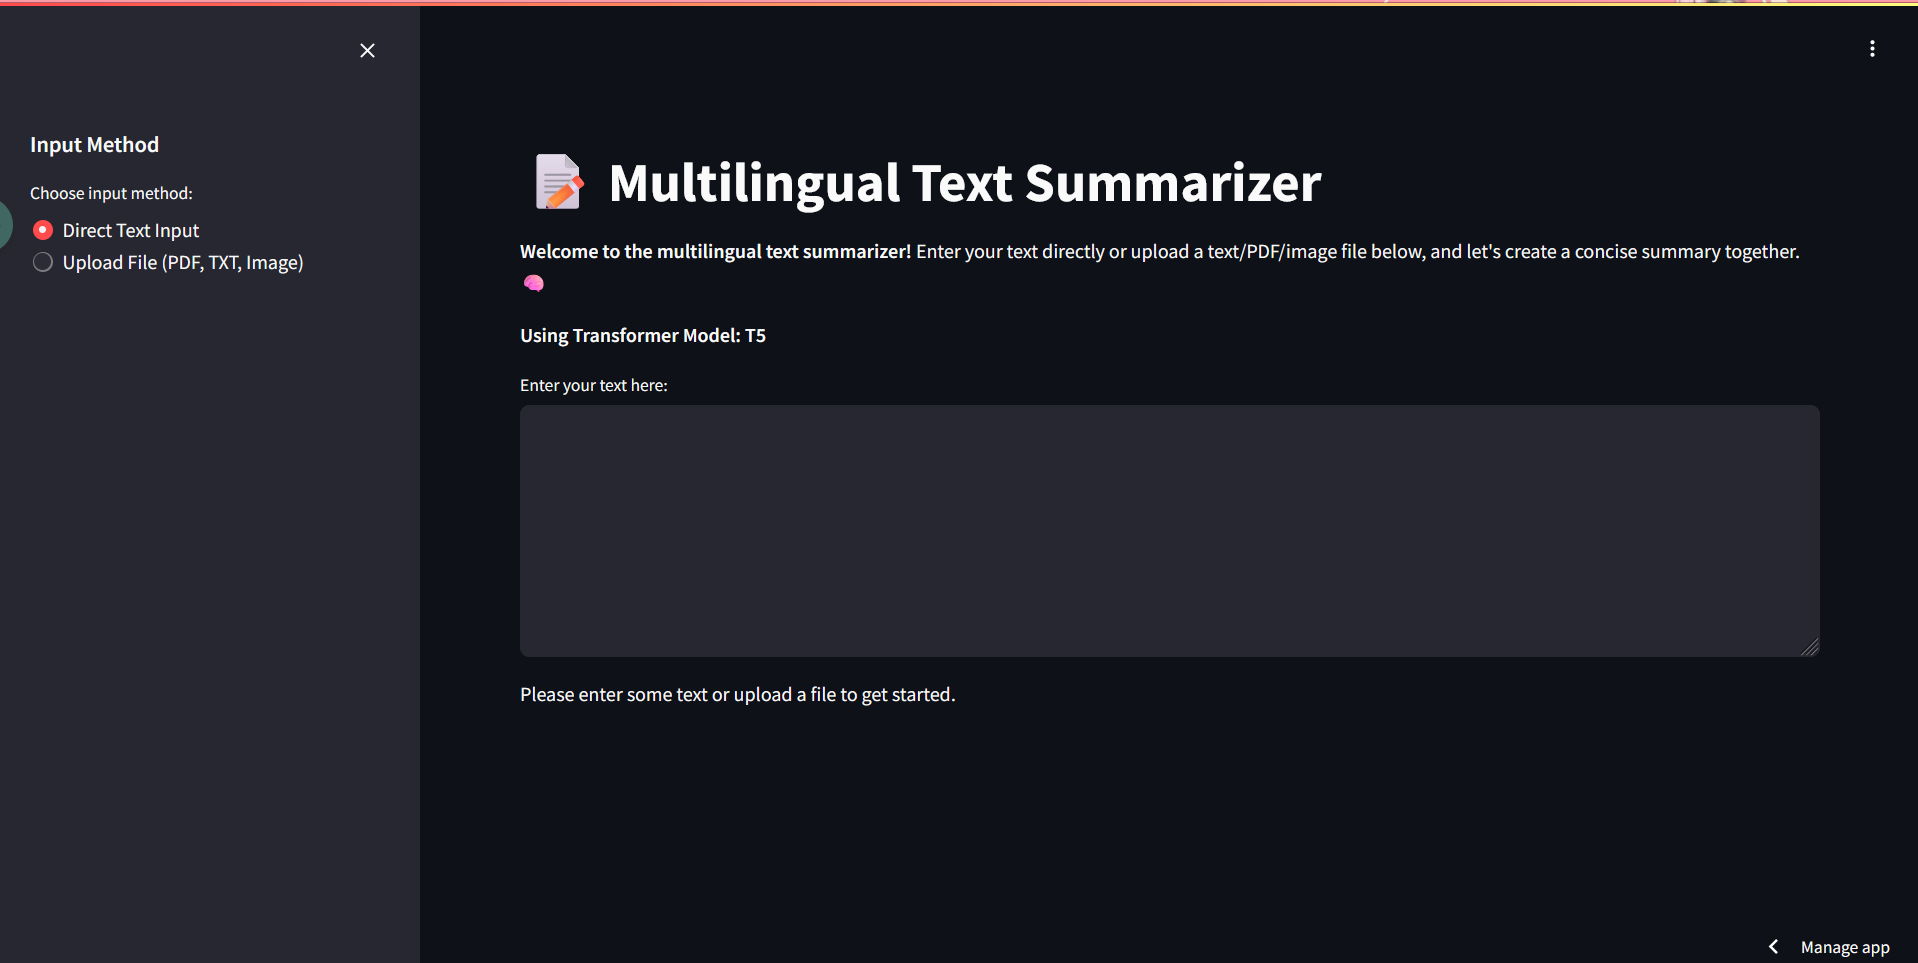 Input Method
Choose input method:
Direct Text Input
Upload File (PDF, TXT, Image)
Multilingual Text Summarizer
Welcome to the multilingual text summarizer! Enter your text directly or upload a text/PDF/image file below, and let's create a concise summary together.
Using Transformer Model: T5
Enter your text here:
Please enter some text or upload a file to get started.
Manage app